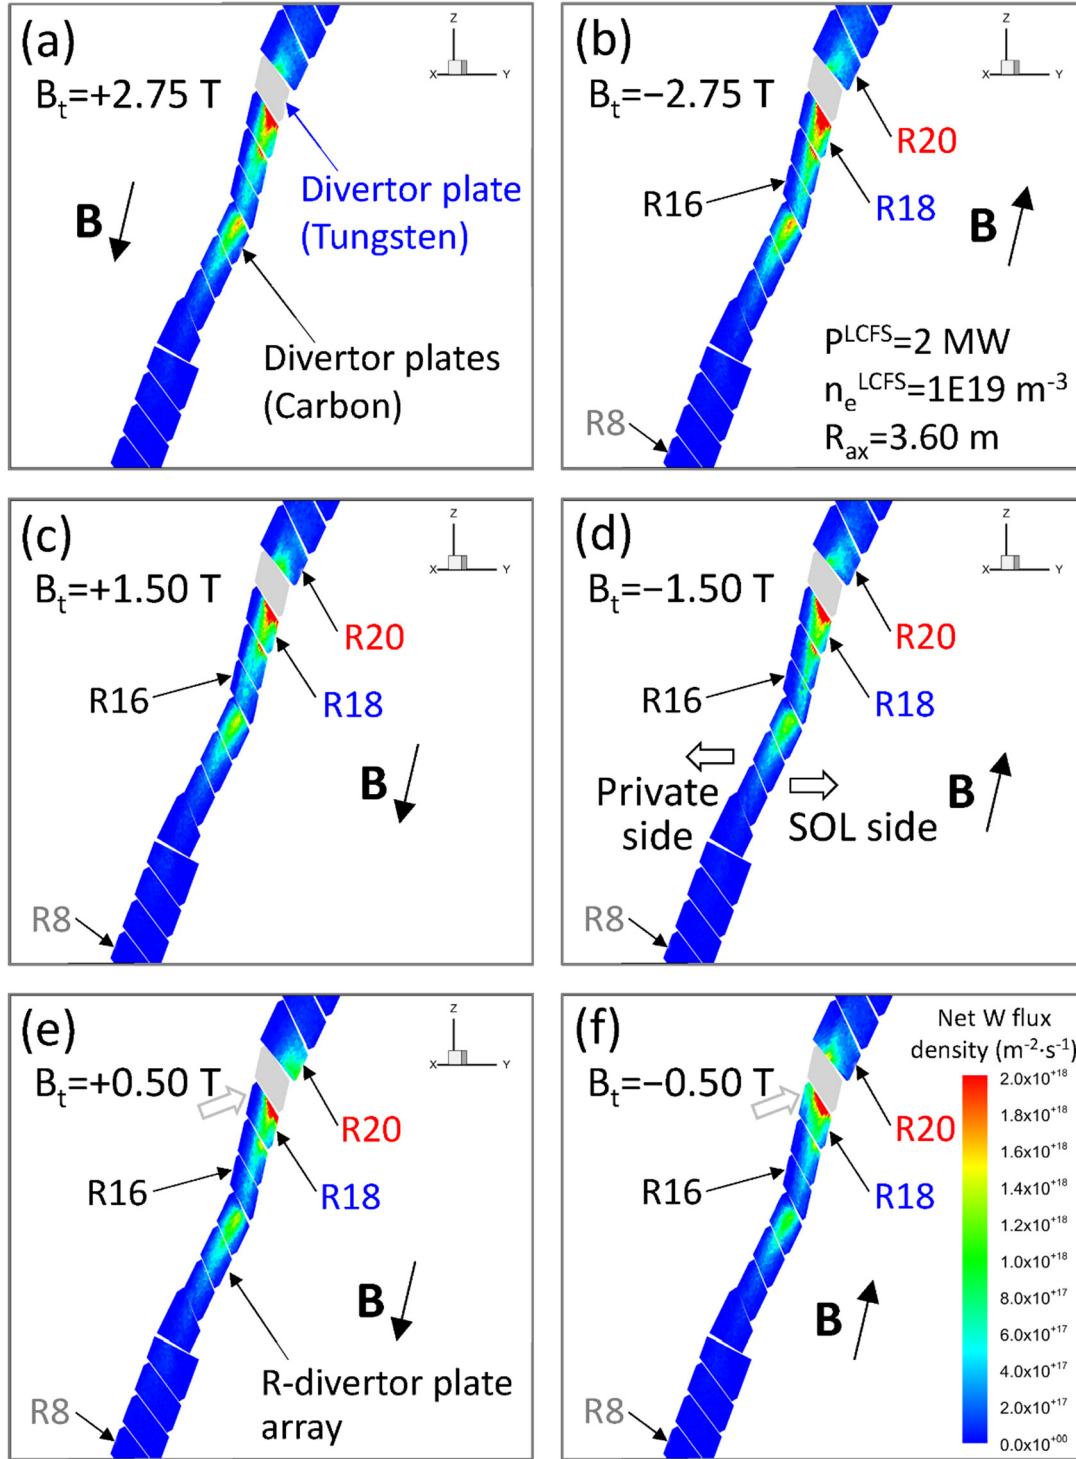 (a)
Z
X
Y
Bₜ=+2.75 T
Divertor plate
(Tungsten)
B
Divertor plates
(Carbon)
(b)
Z
X
Y
Bₜ=−2.75 T
R20
R16
R18
B
P^LCFS=2 MW
nₑ^LCFS=1E19 m⁻³
R8
Rₐₓ=3.60 m
(c)
Z
X
Y
Bₜ=+1.50 T
R20
R16
R18
B
R8
(d)
Z
X
Y
Bₜ=−1.50 T
R20
R16
R18
B
Private
side
SOL side
R8
(e)
Z
X
Y
Bₜ=+0.50 T
R20
R16
R18
B
R-divertor plate
array
R8
(f)
Net W flux
density (m⁻²·s⁻¹)
Bₜ=−0.50 T
2.0x10⁺¹⁸
1.8x10⁺¹⁸
1.6x10⁺¹⁸
1.4x10⁺¹⁸
1.2x10⁺¹⁸
1.0x10⁺¹⁸
8.0x10⁺¹⁷
6.0x10⁺¹⁷
4.0x10⁺¹⁷
2.0x10⁺¹⁷
0.0x10⁺⁰⁰
R20
R16
R18
B
R8